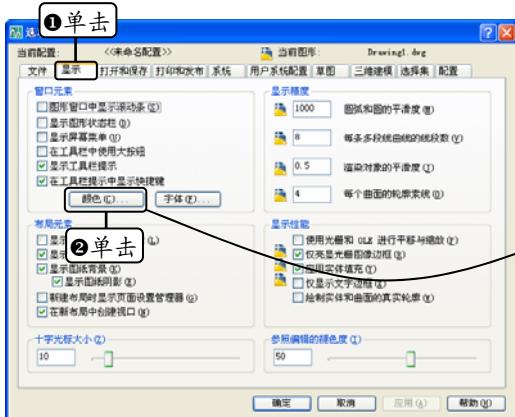 ❶单击
选
当前配置: <<未命名配置>> 当前图形: Drawing1.dwg
文件 显示 打开和保存 打印和发布 系统 用户系统配置 草图 三维建模 选择集 配置
窗口元素
图形窗口中显示滚动条(S)
显示图形状态栏(D)
显示屏幕菜单(U)
在工具栏中使用大按钮
显示工具栏提示
在工具栏提示中显示快捷键
颜色(C)... 字体(F)...
显示精度
1000 圆弧和圆的平滑度(A)
8 每条多段线曲线的线段数(V)
0.5 渲染对象的平滑度(J)
4 每个曲面的轮廓素线(O)
布局元素
❷单击
显示 (L)
显示
显示图纸背景(K)
显示图纸阴影(E)
新建布局时显示页面设置管理器(G)
在新布局中创建视口(N)
显示性能
使用光栅和 OLE 进行平移与缩放(P)
仅亮显光栅图像边框(R)
应用实体填充(Y)
仅显示文字边框(X)
绘制实体和曲面的真实轮廓(W)
十字光标大小(Z)
10
参照编辑的褪色度(I)
50
确定 取消 应用(A) 帮助(H)